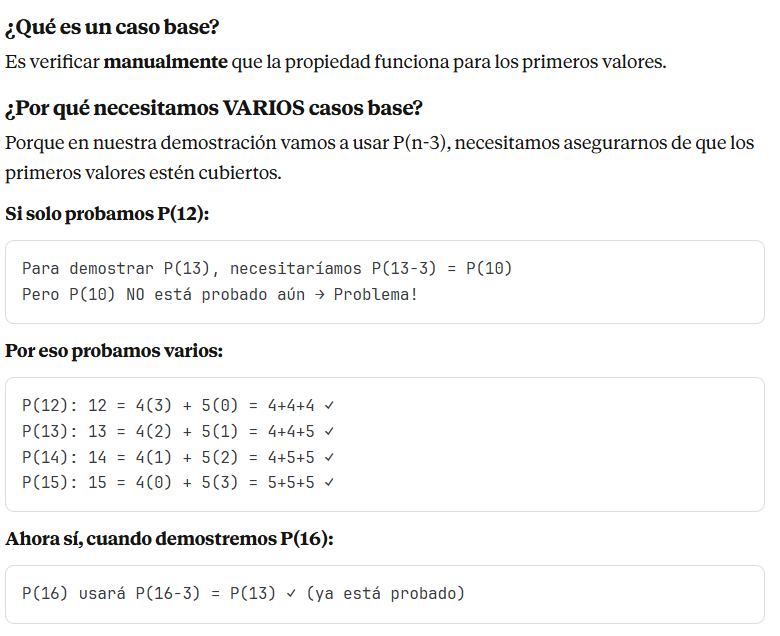 ¿Qué es un caso base?
Es verificar manualmente que la propiedad funciona para los primeros valores.
¿Por qué necesitamos VARIOS casos base?
Porque en nuestra demostración vamos a usar P(n-3), necesitamos asegurarnos de que los
primeros valores estén cubiertos.
Si solo probamos P(12):
Para demostrar P(13), necesitaríamos P(13-3) = P(10)
Pero P(10) NO está probado aún → Problema!
Por eso probamos varios:
P(12): 12 = 4(3) + 5(0) = 4+4+4 ✓
P(13): 13 = 4(2) + 5(1) = 4+4+5 ✓
P(14): 14 = 4(1) + 5(2) = 4+5+5 ✓
P(15): 15 = 4(0) + 5(3) = 5+5+5 ✓
Ahora sí, cuando demostremos P(16):
P(16) usará P(16-3) = P(13) ✓ (ya está probado)